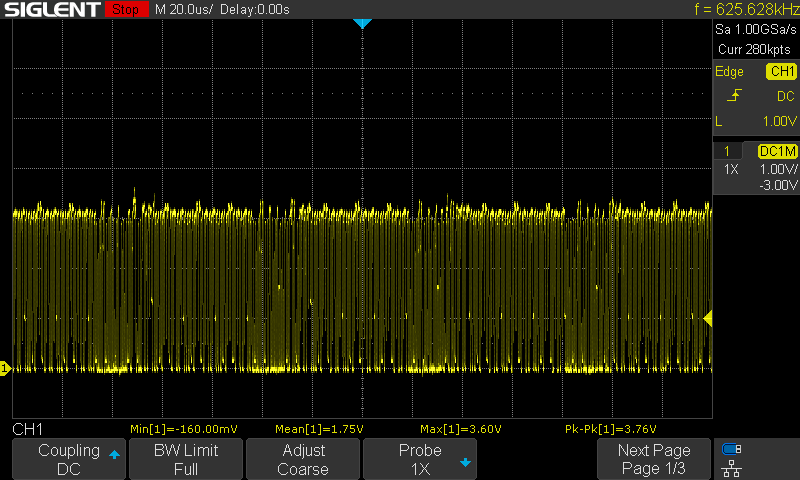 SIGLENT Stop M 20.0us/ Delay:0.00s f = 625.628kHz
Sa 1.00GSa/s
Curr 280kpts
Edge CH1
DC
L 1.00V
1 DC1M
1X 1.00V/
-3.00V
1
CH1 Min[1]=-160.00mV Mean[1]=1.75V Max[1]=3.60V Pk-Pk[1]=3.76V
Coupling BW Limit Adjust Probe Next Page
DC Full Coarse 1X Page 1/3